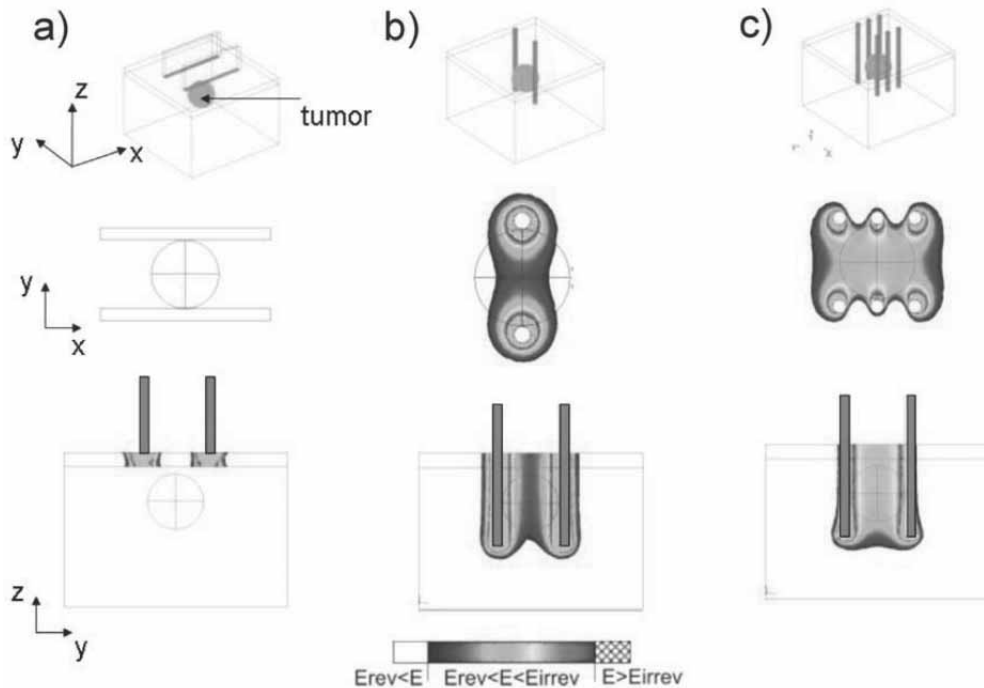 a)
b)
c)
z
y
x
tumor
y
x
z
y
Erev<E
Erev<E<Eirrev
E>Eirrev